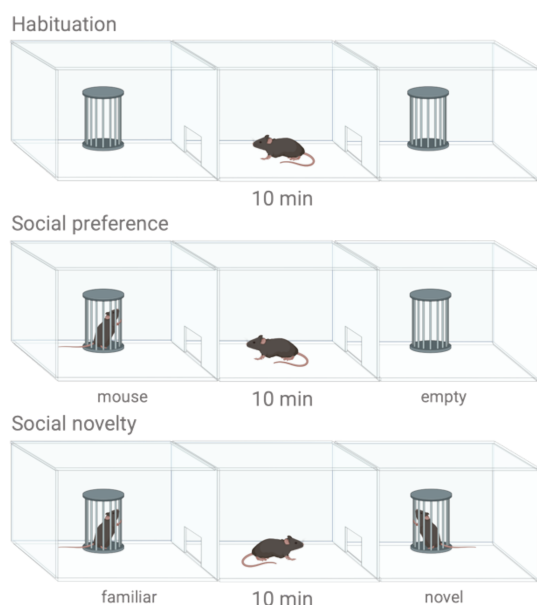 Habituation
10 min
Social preference
mouse 10 min empty
Social novelty
familiar 10 min novel